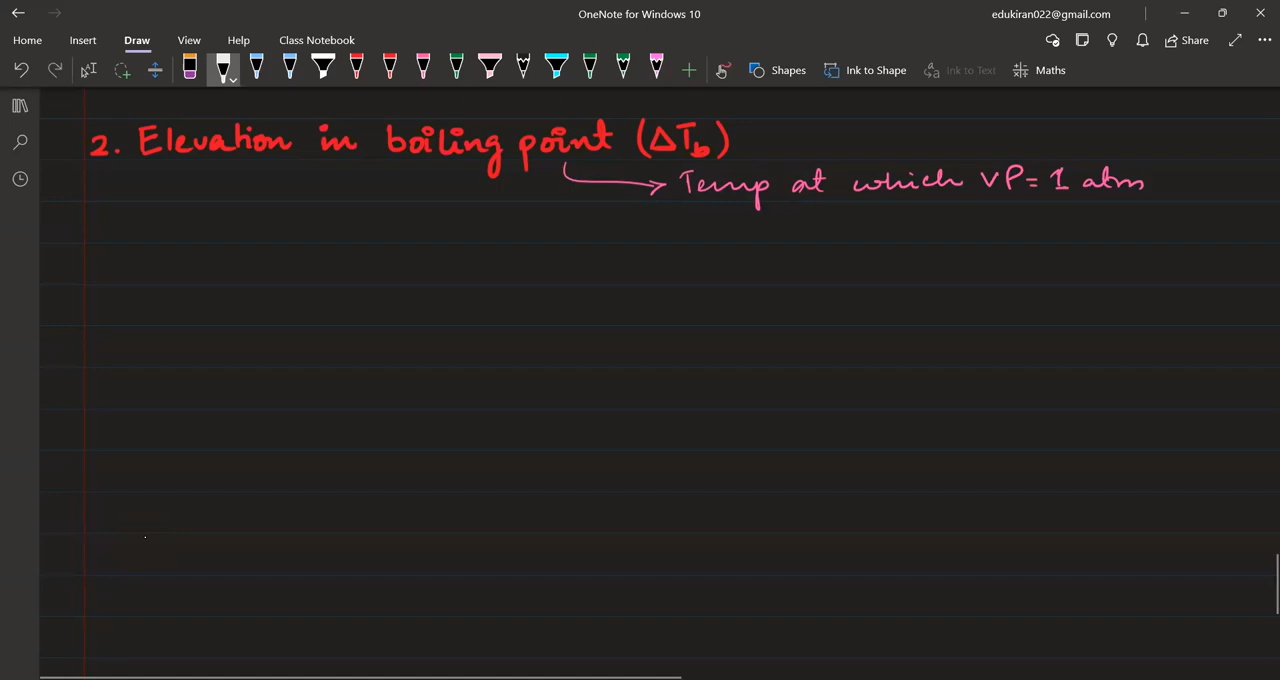 OneNote for Windows 10
edukiran022@gmail.com
Home Insert Draw View Help Class Notebook
Share
Shapes Ink to Shape Ink to Text Maths
2. Elevation in boiling point (ΔTb)
Temp at which VP = 1 atm